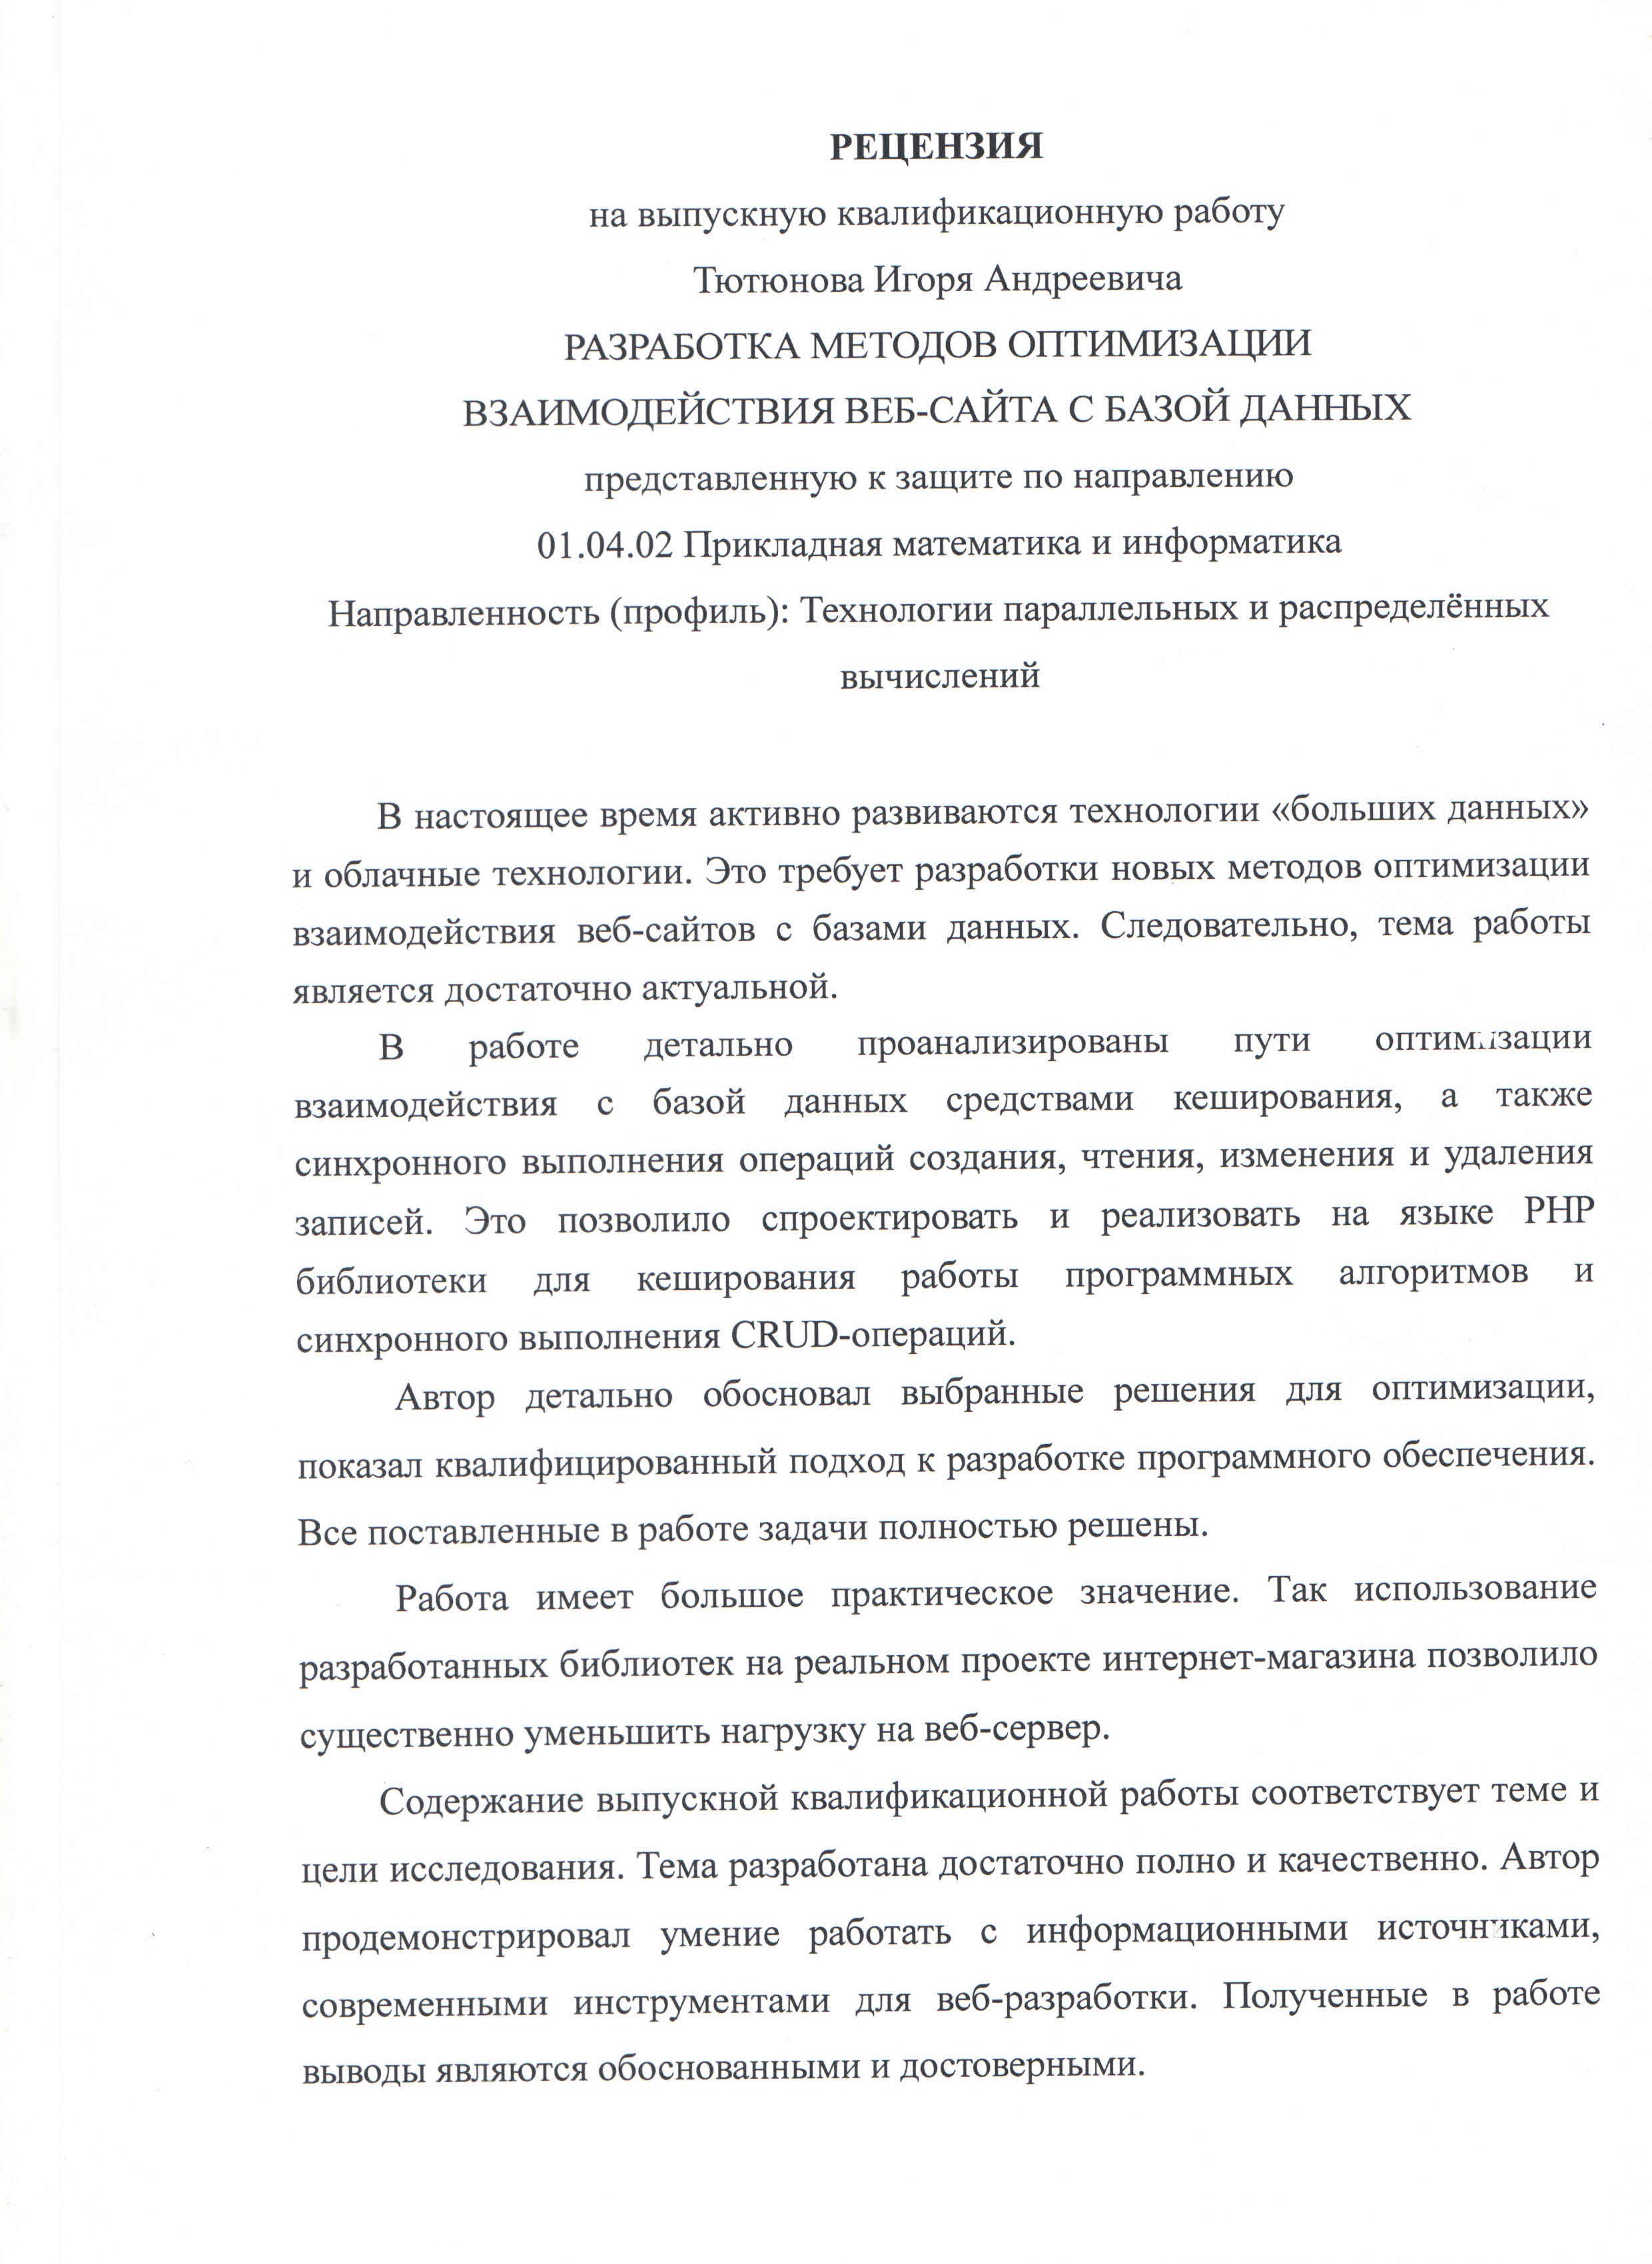 РЕЦЕНЗИЯ
на выпускную квалификационную работу
Тютюнова Игоря Андреевича
РАЗРАБОТКА МЕТОДОВ ОПТИМИЗАЦИИ
ВЗАИМОДЕЙСТВИЯ ВЕБ-САЙТА С БАЗОЙ ДАННЫХ
представленную к защите по направлению
01.04.02 Прикладная математика и информатика
Направленность (профиль): Технологии параллельных и распределённых
вычислений
В настоящее время активно развиваются технологии «больших данных»
и облачные технологии. Это требует разработки новых методов оптимизации
взаимодействия веб-сайтов с базами данных. Следовательно, тема работы
является достаточно актуальной.
В работе детально проанализированы пути оптимизации
взаимодействия с базой данных средствами кеширования, а также
синхронного выполнения операций создания, чтения, изменения и удаления
записей. Это позволило спроектировать и реализовать на языке PHP
библиотеки для кеширования работы программных алгоритмов и
синхронного выполнения CRUD-операций.
Автор детально обосновал выбранные решения для оптимизации,
показал квалифицированный подход к разработке программного обеспечения.
Все поставленные в работе задачи полностью решены.
Работа имеет большое практическое значение. Так использование
разработанных библиотек на реальном проекте интернет-магазина позволило
существенно уменьшить нагрузку на веб-сервер.
Содержание выпускной квалификационной работы соответствует теме и
цели исследования. Тема разработана достаточно полно и качественно. Автор
продемонстрировал умение работать с информационными источниками,
современными инструментами для веб-разработки. Полученные в работе
выводы являются обоснованными и достоверными.